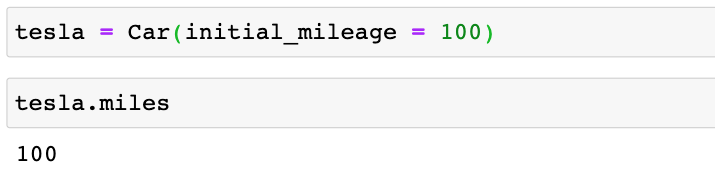 tesla = Car(initial_mileage = 100)
tesla.miles
100